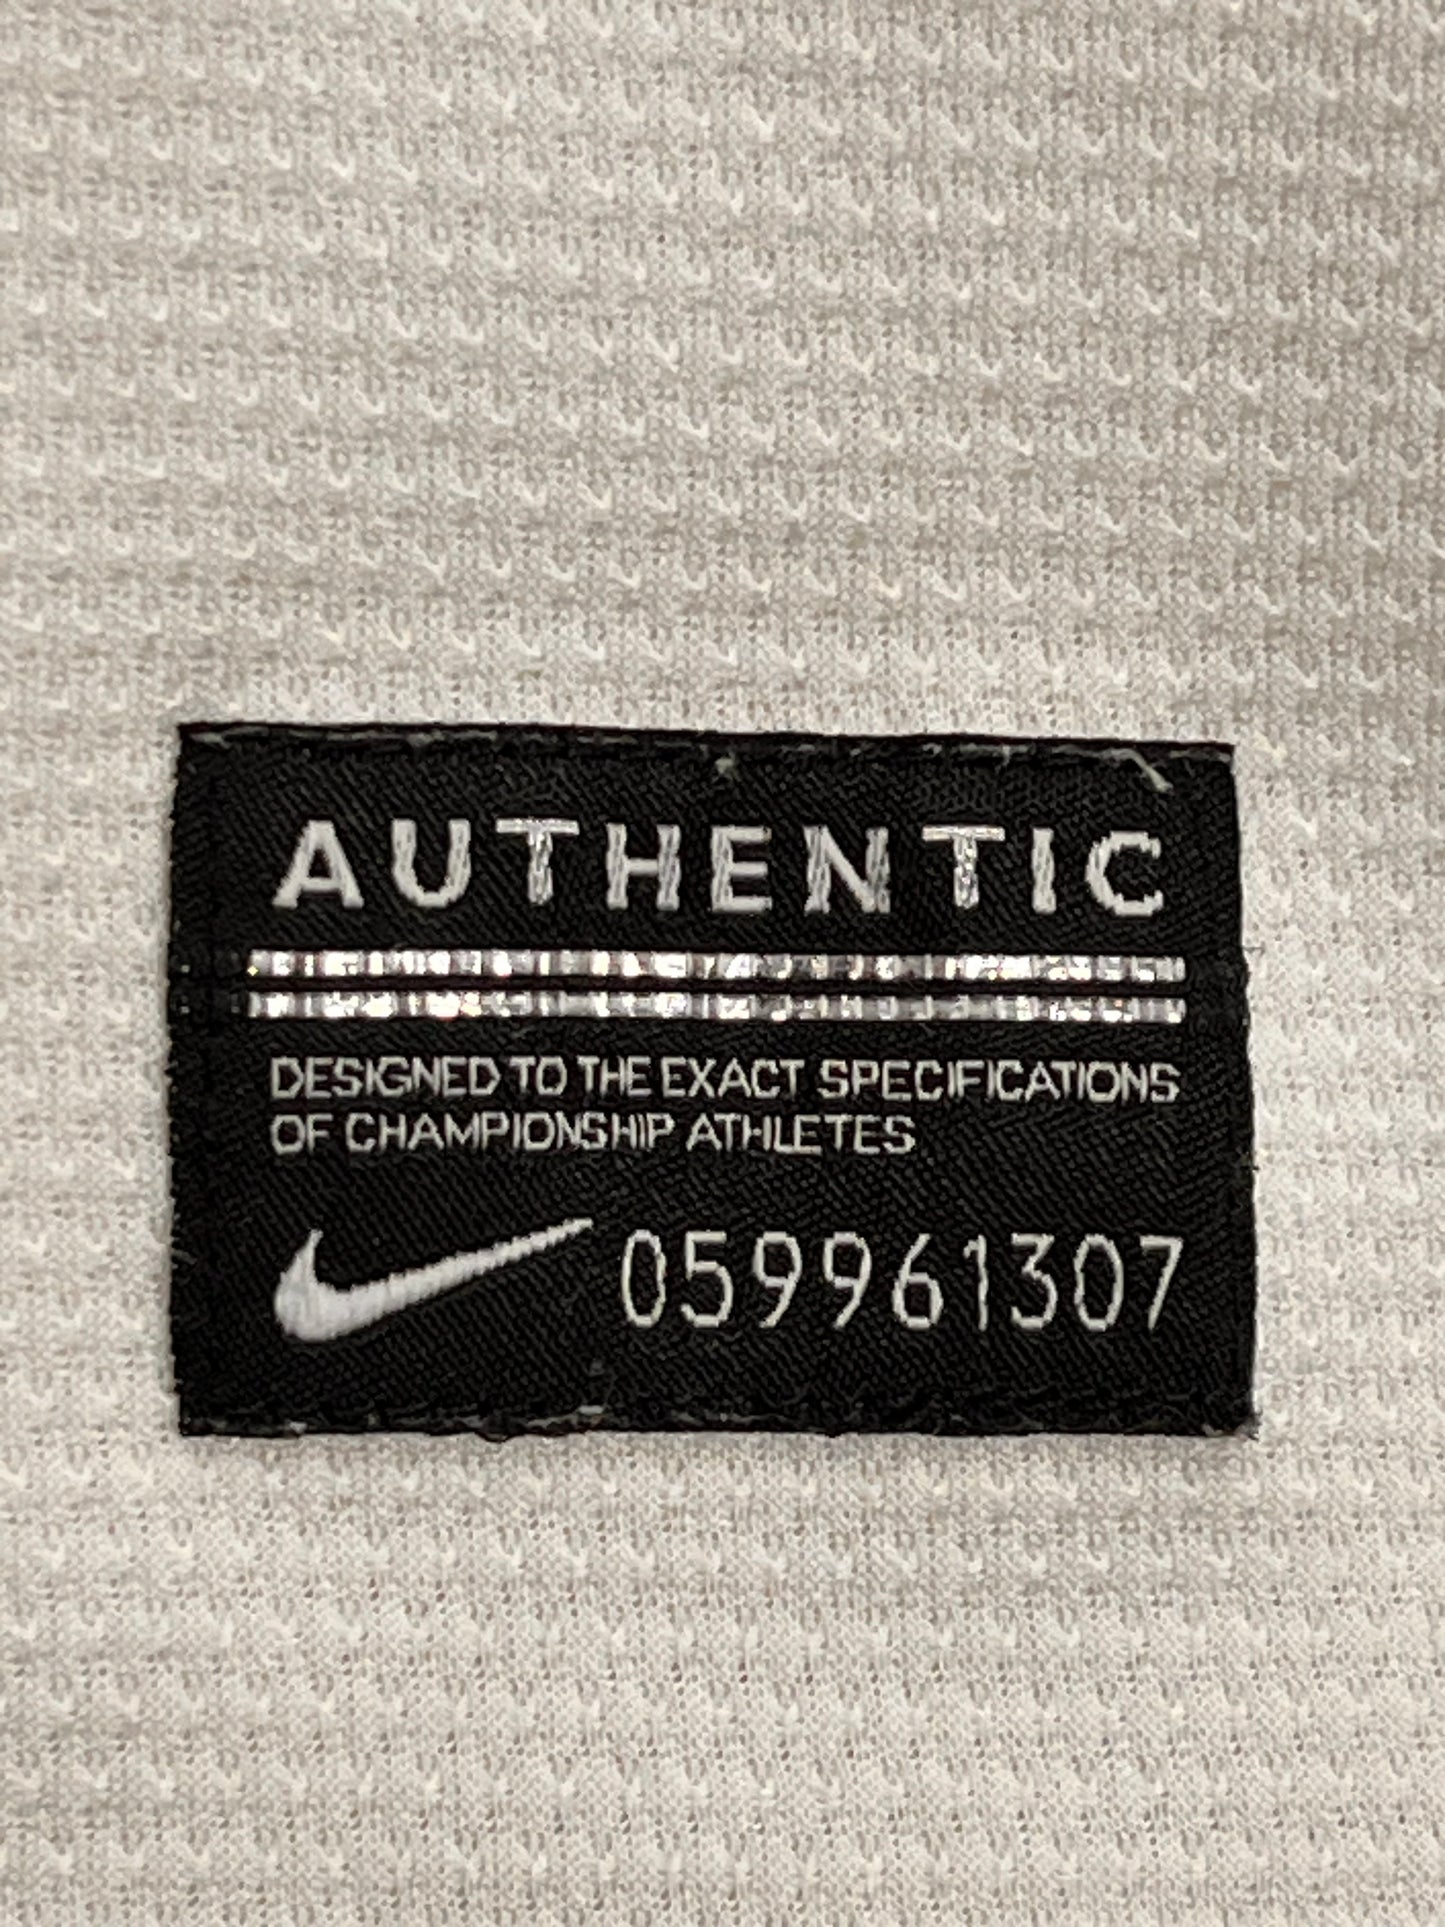 AUTHENTIC
DESIGNED TO THE EXACT SPECIFICATIONS
OF CHAMPIONSHIP ATHLETES
059961307